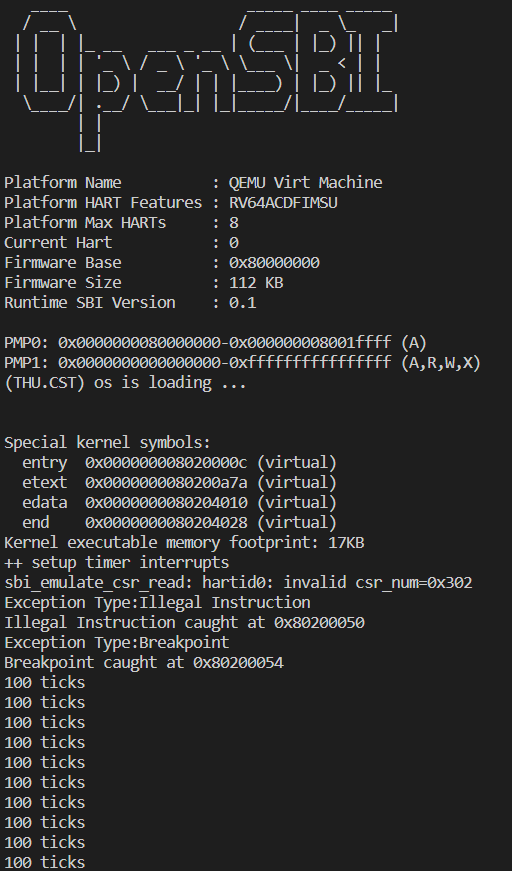 OpenSBI
Platform Name : QEMU Virt Machine
Platform HART Features : RV64ACDFIMSU
Platform Max HARTs : 8
Current Hart : 0
Firmware Base : 0x80000000
Firmware Size : 112 KB
Runtime SBI Version : 0.1
PMP0: 0x0000000080000000-0x000000008001ffff (A)
PMP1: 0x0000000000000000-0xffffffffffffffff (A,R,W,X)
(THU.CST) os is loading ...
Special kernel symbols:
entry 0x000000008020000c (virtual)
etext 0x0000000080200a7a (virtual)
edata 0x0000000080204010 (virtual)
end 0x0000000080204028 (virtual)
Kernel executable memory footprint: 17KB
++ setup timer interrupts
sbi_emulate_csr_read: hartid0: invalid csr_num=0x302
Exception Type:Illegal Instruction
Illegal Instruction caught at 0x80200050
Exception Type:Breakpoint
Breakpoint caught at 0x80200054
100 ticks
100 ticks
100 ticks
100 ticks
100 ticks
100 ticks
100 ticks
100 ticks
100 ticks
100 ticks